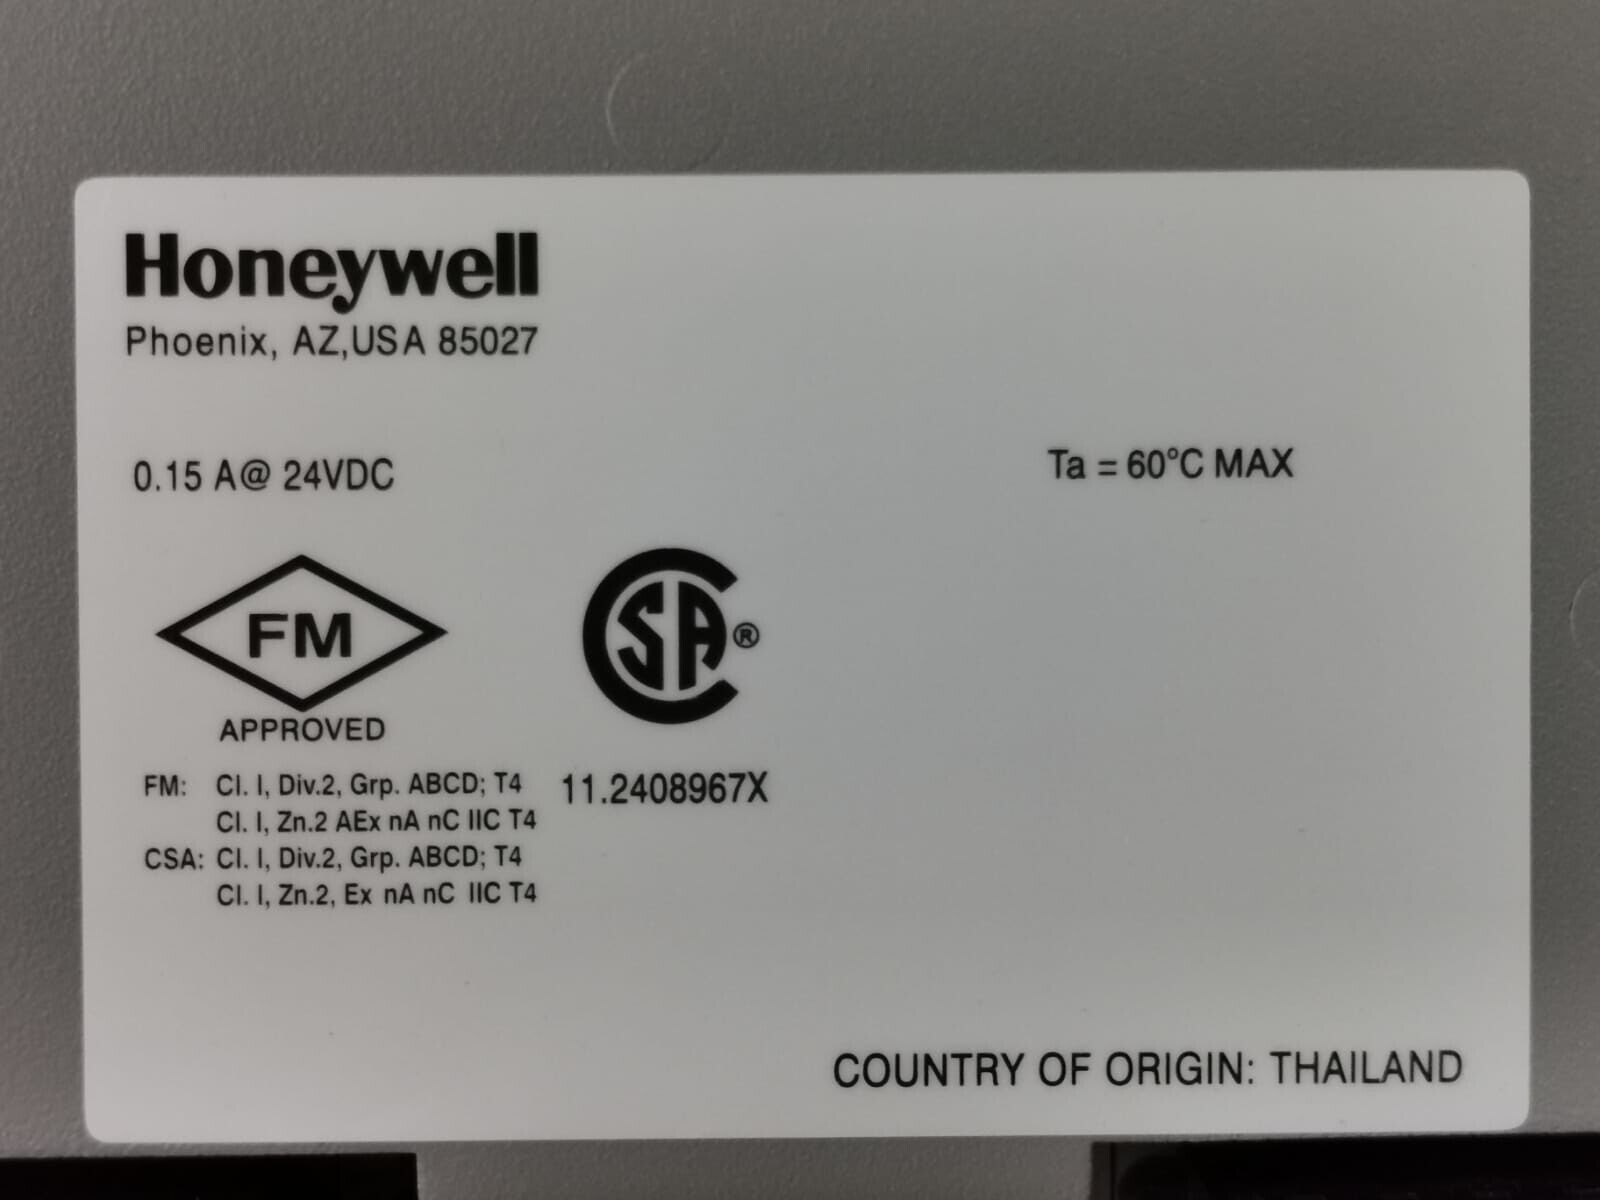 Honeywell
Phoenix, AZ,USA 85027
0.15 A@ 24VDC
Ta = 60°C MAX
FM
APPROVED
CSA®
FM: Cl. I, Div.2, Grp. ABCD; T4
Cl. I, Zn.2 AEx nA nC IIC T4
CSA: Cl. I, Div.2, Grp. ABCD; T4
Cl. I, Zn.2, Ex nA nC IIC T4
11.2408967X
COUNTRY OF ORIGIN: THAILAND